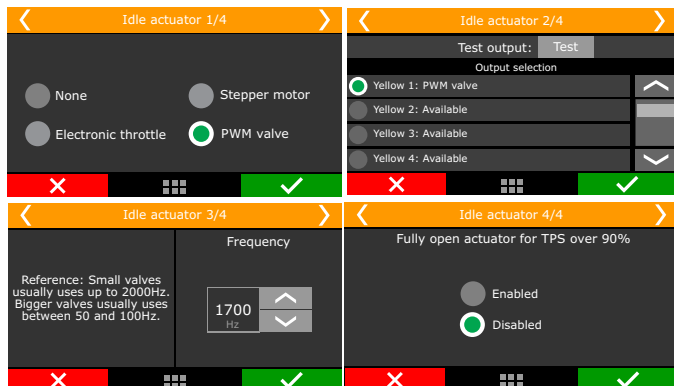 Idle actuator 1/4
None
Stepper motor
Electronic throttle
PWM valve
Idle actuator 2/4
Test output:
Test
Output selection
Yellow 1: PWM valve
Yellow 2: Available
Yellow 3: Available
Yellow 4: Available
Idle actuator 3/4
Reference: Small valves
usually uses up to 2000Hz.
Bigger valves usually uses
between 50 and 100Hz.
Frequency
1700
Hz
Idle actuator 4/4
Fully open actuator for TPS over 90%
Enabled
Disabled